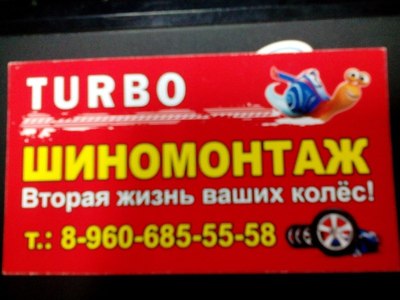 TURBO
ШИНОМОНТАЖ
Вторая жизнь ваших колёс!
т.: 8-960-685-55-58